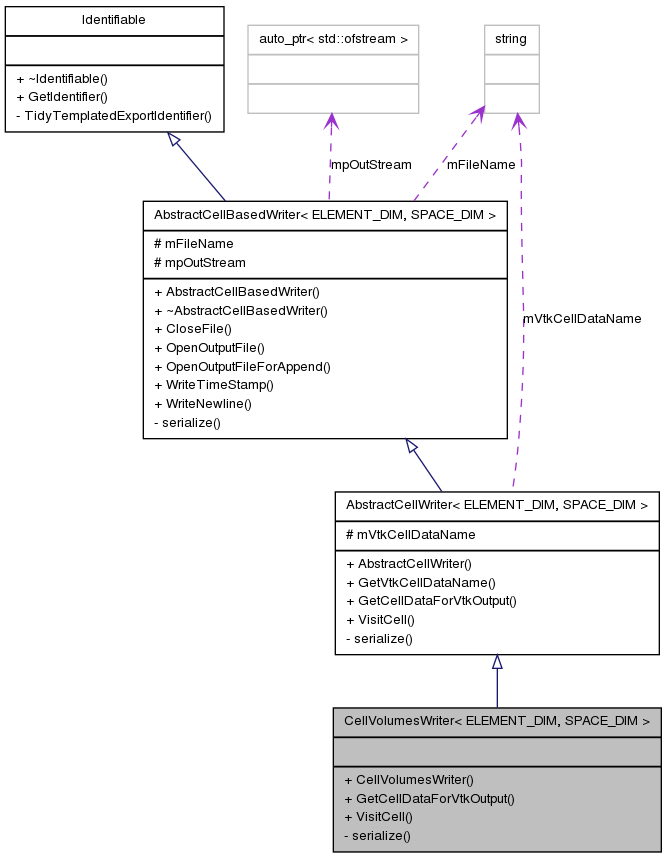 Identifiable
+ ~Identifiable()
+ GetIdentifier()
- TidyTemplatedExportIdentifier()
auto_ptr< std::ofstream >
string
mpOutStream
mFileName
AbstractCellBasedWriter< ELEMENT_DIM, SPACE_DIM >
# mFileName
# mpOutStream
+ AbstractCellBasedWriter()
+ ~AbstractCellBasedWriter()
+ CloseFile()
+ OpenOutputFile()
+ OpenOutputFileForAppend()
+ WriteTimeStamp()
+ WriteNewline()
- serialize()
mVtkCellDataName
AbstractCellWriter< ELEMENT_DIM, SPACE_DIM >
# mVtkCellDataName
+ AbstractCellWriter()
+ GetVtkCellDataName()
+ GetCellDataForVtkOutput()
+ VisitCell()
- serialize()
CellVolumesWriter< ELEMENT_DIM, SPACE_DIM >
+ CellVolumesWriter()
+ GetCellDataForVtkOutput()
+ VisitCell()
- serialize()